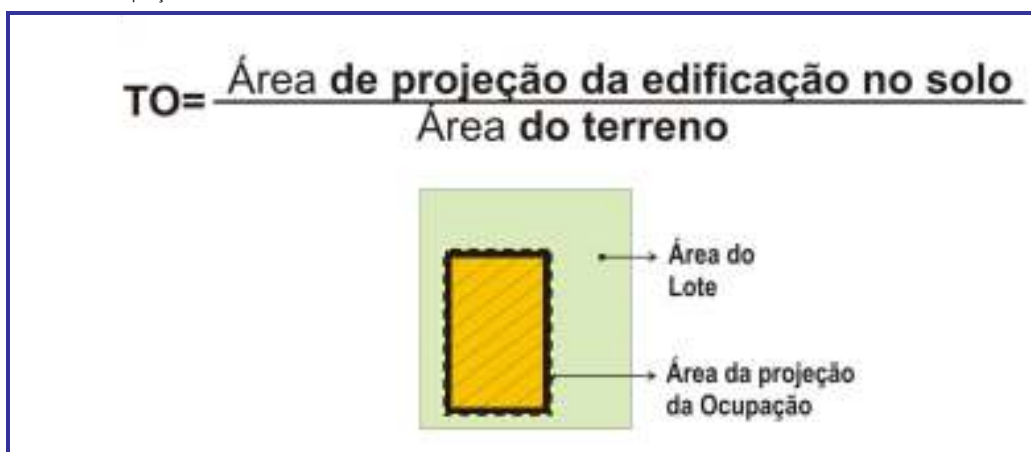 TO= Área de projeção da edificação no solo
Área do terreno
Área do
Lote
Área da projeção
da Ocupação